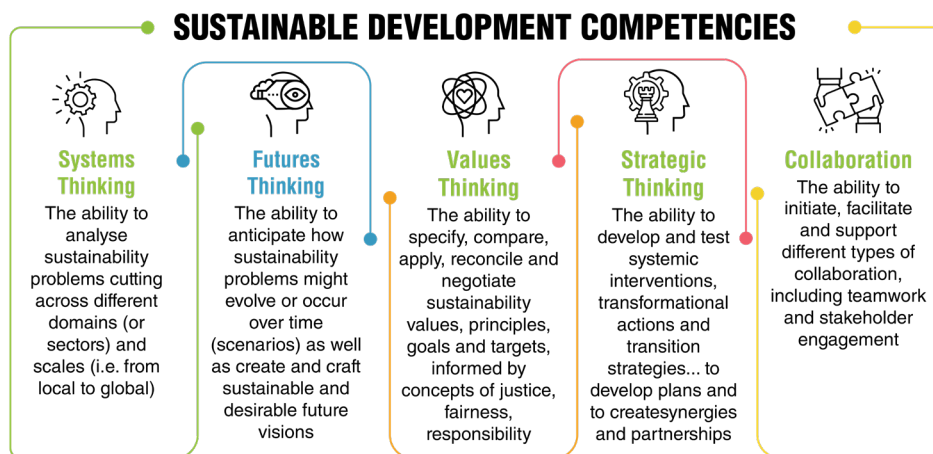 SUSTAINABLE DEVELOPMENT COMPETENCIES
Systems
Thinking
The ability to
analyse
sustainability
problems cutting
across different
domains (or
sectors) and
scales (i.e. from
local to global)
Futures
Thinking
The ability to
anticipate how
sustainability
problems might
evolve or occur
over time
(scenarios) as well
as create and craft
sustainable and
desirable future
visions
Values
Thinking
The ability to
specify, compare,
apply, reconcile and
negotiate
sustainability
values, principles,
goals and targets,
informed by
concepts of justice,
fairness,
responsibility
Strategic
Thinking
The ability to
develop and test
systemic
interventions,
transformational
actions and
transition
strategies... to
develop plans and
to createsynergies
and partnerships
Collaboration
The ability to
initiate, facilitate
and support
different types of
collaboration,
including teamwork
and stakeholder
engagement